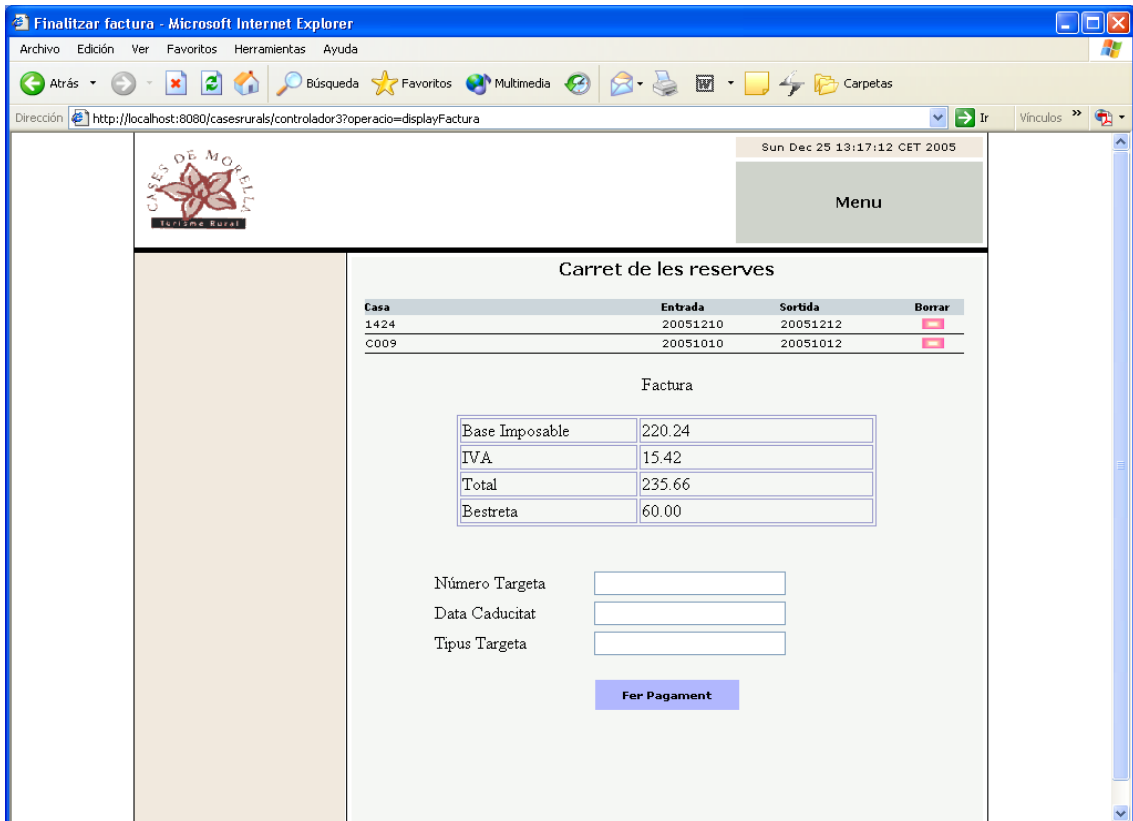 Finalitzar factura - Microsoft Internet Explorer
Archivo Edición Ver Favoritos Herramientas Ayuda
Atrás Búsqueda Favoritos Multimedia Carpetas
Dirección http://localhost:8080/casesrurals/controlador3?operacio=displayFactura Ir Vínculos »
CASES DE MORELLA
Turisme Rural
Sun Dec 25 13:17:12 CET 2005
Menu
Carret de les reserves
Casa Entrada Sortida Borrar
1424 20051210 20051212
C009 20051010 20051012
Factura
Base Imposable 220.24
IVA 15.42
Total 235.66
Bestreta 60.00
Número Targeta
Data Caducitat
Tipus Targeta
Fer Pagament